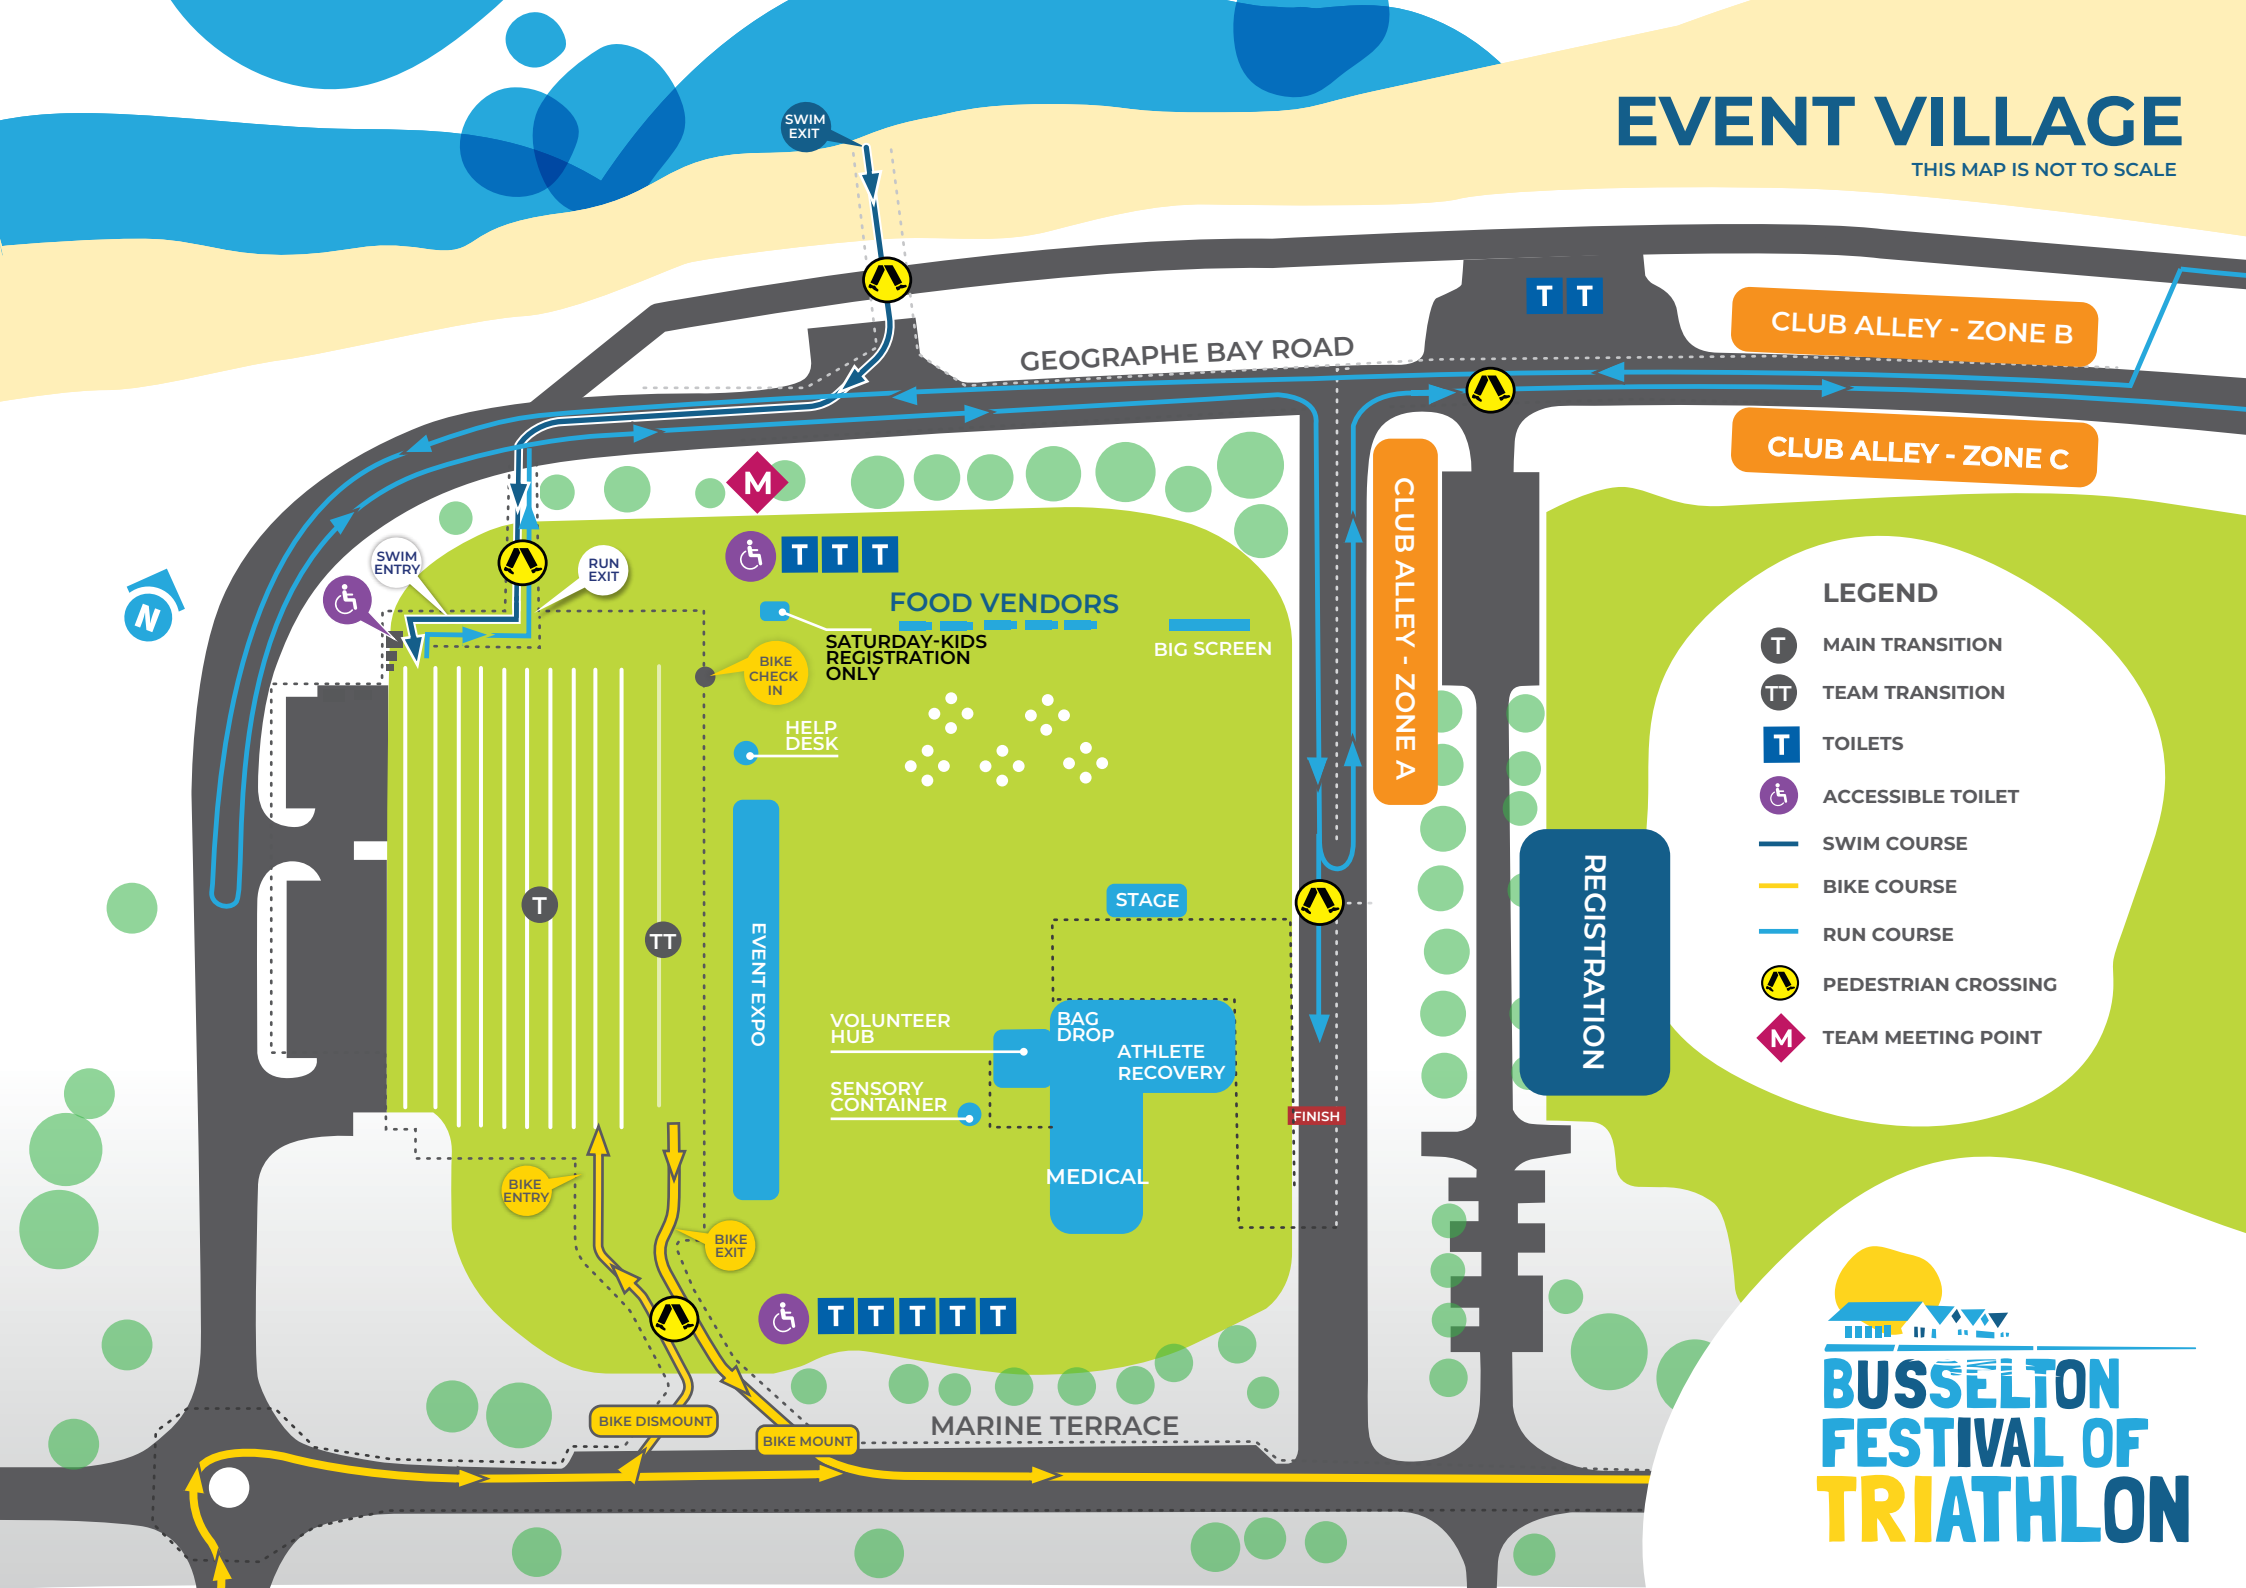 EVENT VILLAGE
THIS MAP IS NOT TO SCALE
SWIM
EXIT
T T
CLUB ALLEY - ZONE B
GEOGRAPHE BAY ROAD
CLUB ALLEY - ZONE C
CLUB ALLEY - ZONE A
M
SWIM
ENTRY
RUN
EXIT
T T T
N
FOOD VENDORS
SATURDAY-KIDS
REGISTRATION
ONLY
BIG SCREEN
BIKE
CHECK
IN
HELP
DESK
T
TT
EVENT EXPO
STAGE
VOLUNTEER
HUB
BAG
DROP
ATHLETE
RECOVERY
SENSORY
CONTAINER
MEDICAL
FINISH
REGISTRATION
LEGEND
T MAIN TRANSITION
TT TEAM TRANSITION
T TOILETS
ACCESSIBLE TOILET
SWIM COURSE
BIKE COURSE
RUN COURSE
PEDESTRIAN CROSSING
M TEAM MEETING POINT
BIKE
ENTRY
BIKE
EXIT
T T T T T
BIKE DISMOUNT
BIKE MOUNT
MARINE TERRACE
BUSSELTON
FESTIVAL OF
TRIATHLON